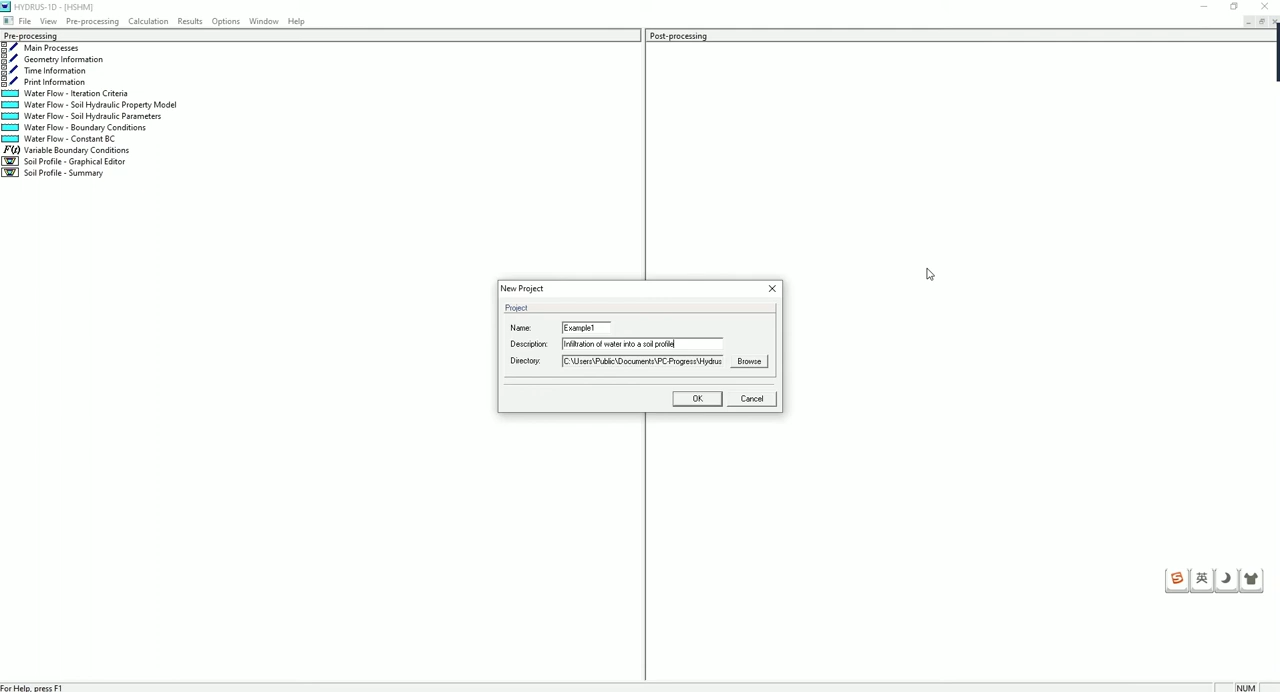 HYDRUS-1D - [HSHM]
File View Pre-processing Calculation Results Options Window Help
Pre-processing
Post-processing
Main Processes
Geometry Information
Time Information
Print Information
Water Flow - Iteration Criteria
Water Flow - Soil Hydraulic Property Model
Water Flow - Soil Hydraulic Parameters
Water Flow - Boundary Conditions
Water Flow - Constant BC
F(t) Variable Boundary Conditions
Soil Profile - Graphical Editor
Soil Profile - Summary
New Project
Project
Name: Example1
Description: Infiltration of water into a soil profile
Directory: C:\Users\Public\Documents\PC-Progress\Hydrus Browse
OK Cancel
S 英
For Help, press F1
NUM